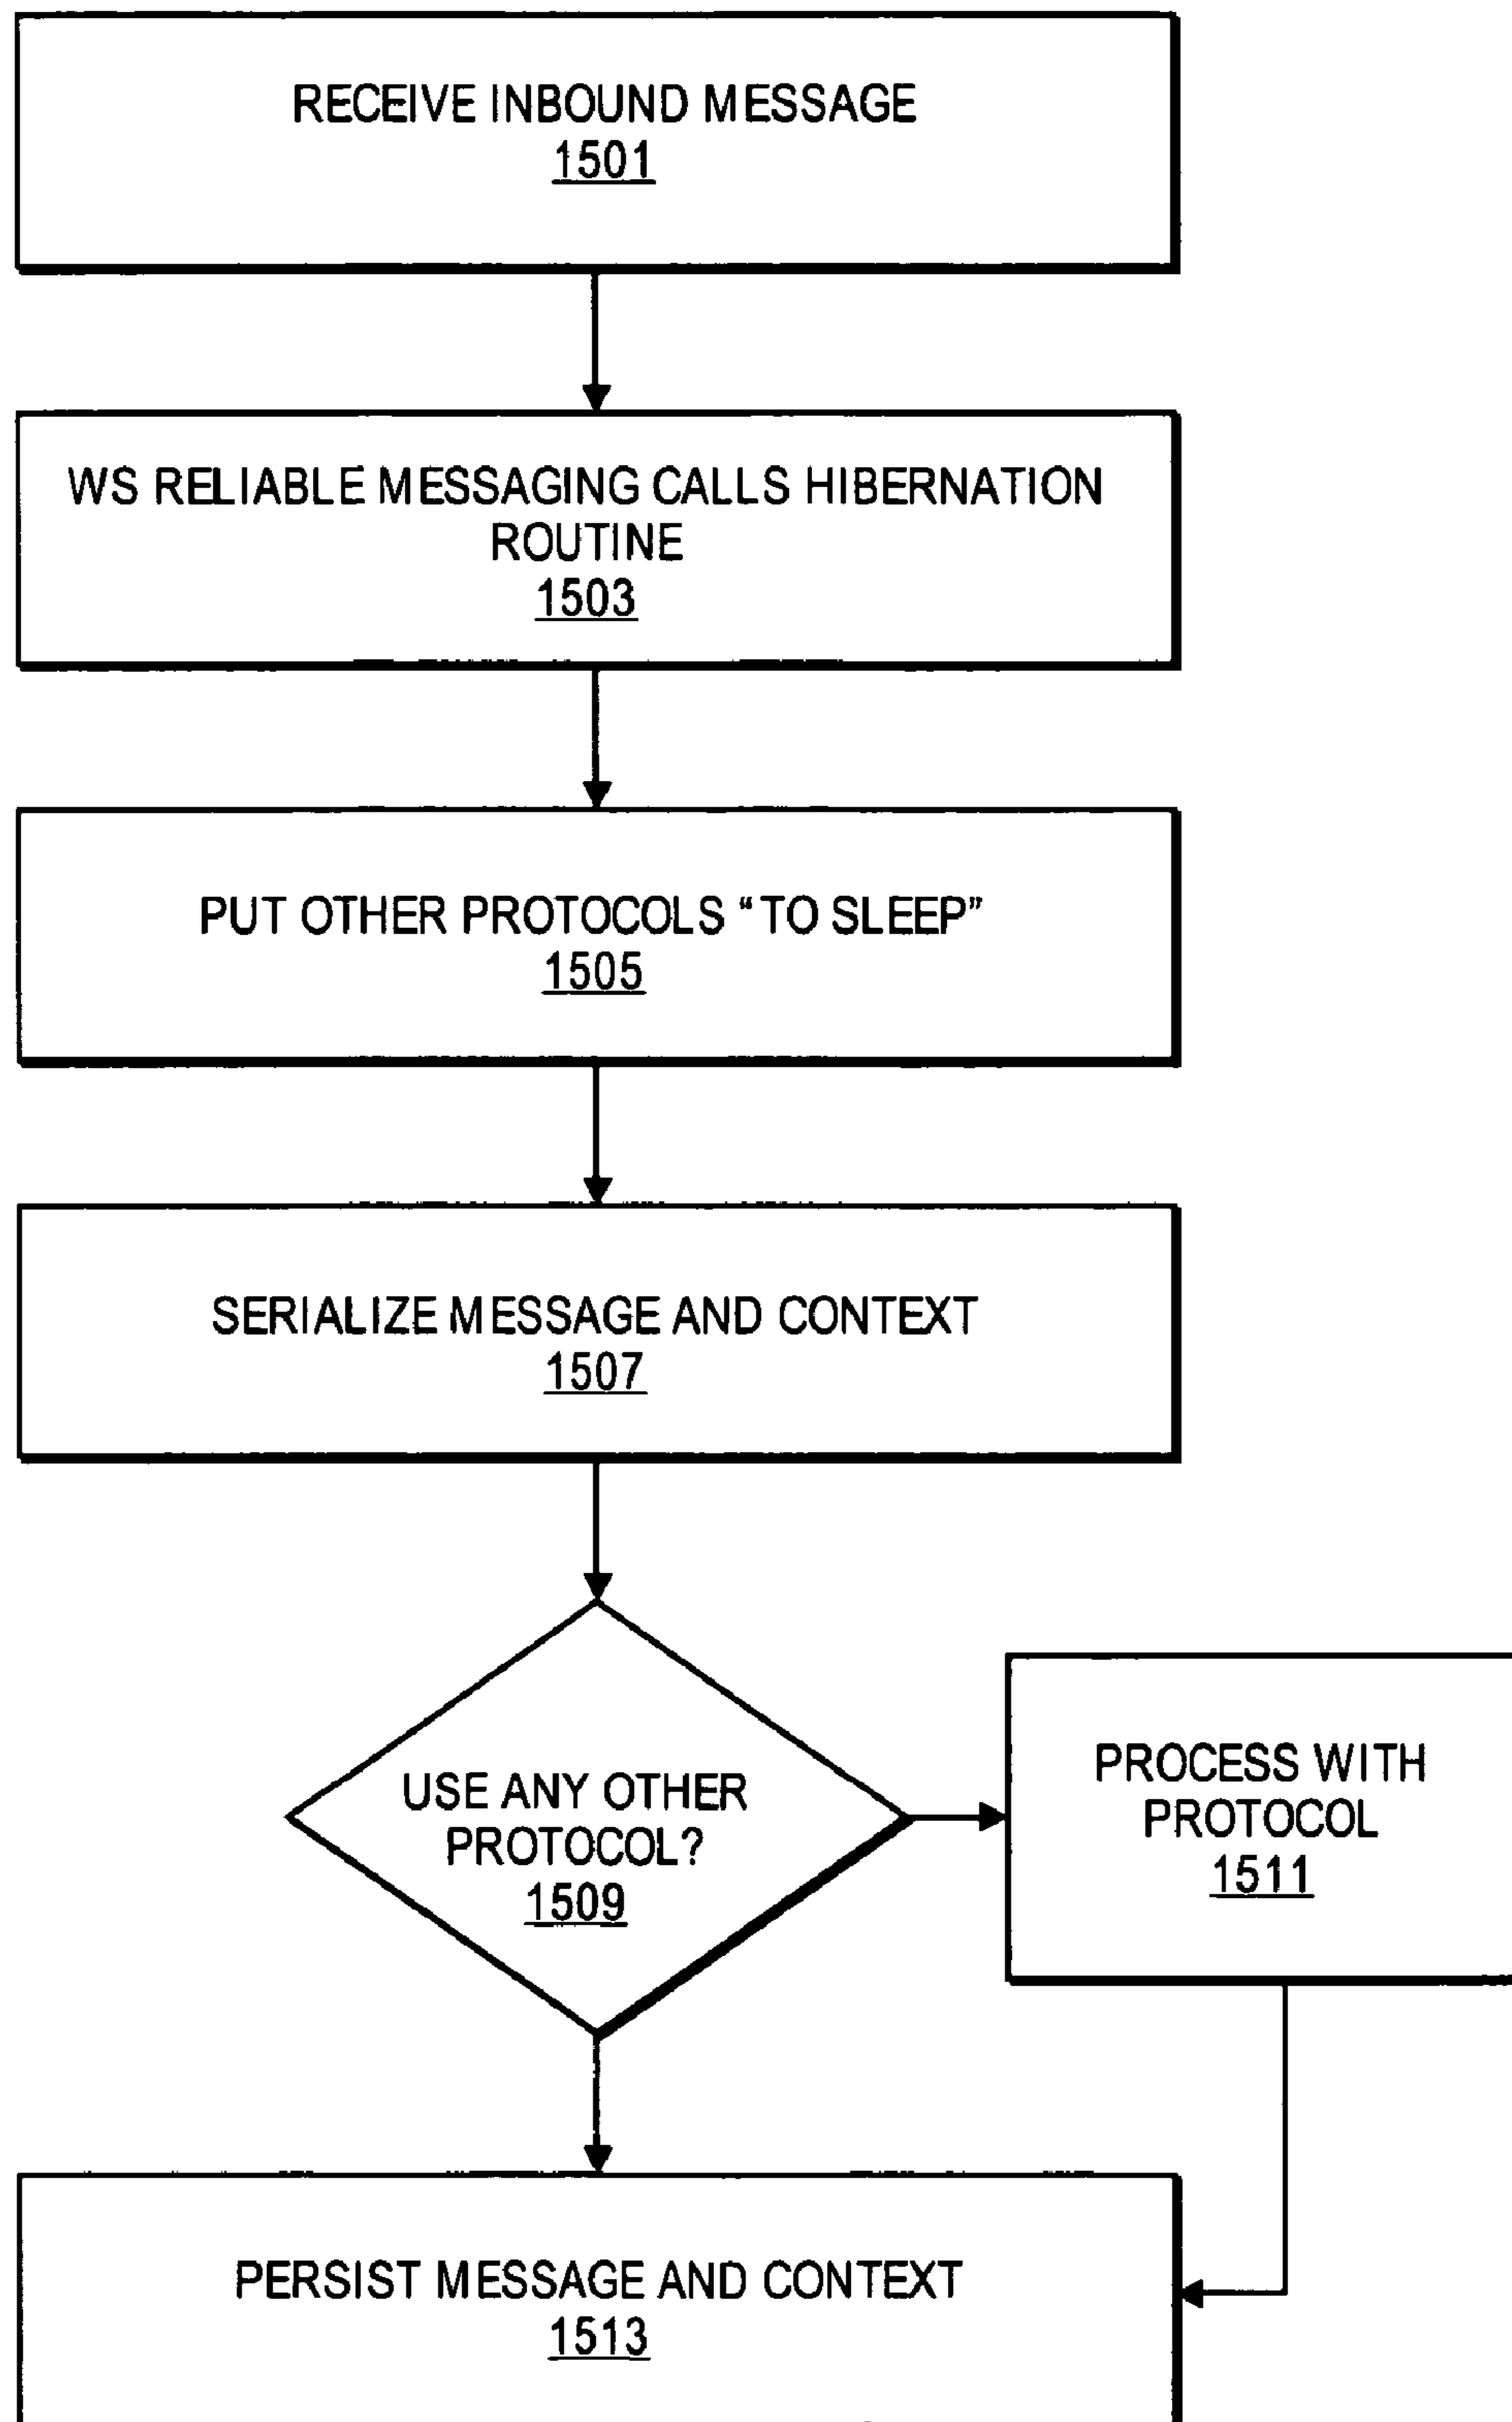 RECEIVE INBOUND MESSAGE
1501
WS RELIABLE MESSAGING CALLS HIBERNATION
ROUTINE
1503
PUT OTHER PROTOCOLS “TO SLEEP”
1505
SERIALIZE MESSAGE AND CONTEXT
1507
USE ANY OTHER
PROTOCOL?
1509
PROCESS WITH
PROTOCOL
1511
PERSIST MESSAGE AND CONTEXT
1513